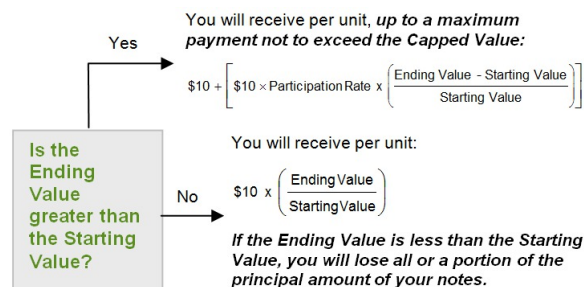 You will receive per unit, up to a maximum
Yes
payment not to exceed the Capped Value:
$10 + [ $10 × Participation Rate x ( Ending Value - Starting Value / Starting Value ) ]
Is the
Ending
Value
greater than
the Starting
Value?
You will receive per unit:
No
$10 x ( Ending Value / Starting Value )
If the Ending Value is less than the Starting
Value, you will lose all or a portion of the
principal amount of your notes.